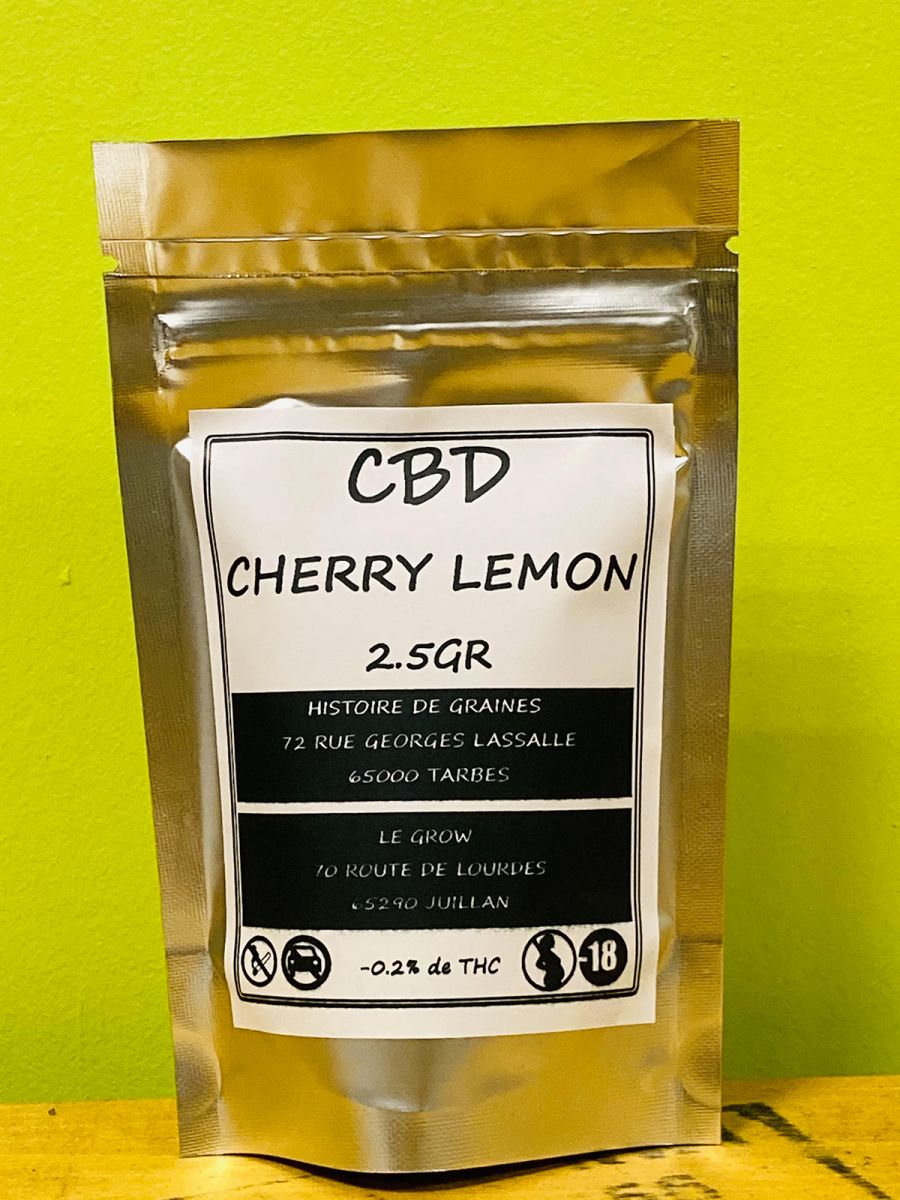 CBD
CHERRY LEMON
2.5GR
HISTOIRE DE GRAINES
72 RUE GEORGES LASSALLE
65000 TARBES
LE GROW
10 ROUTE DE LOURDES
65290 JUILLAN
-0.2% de THC
-18